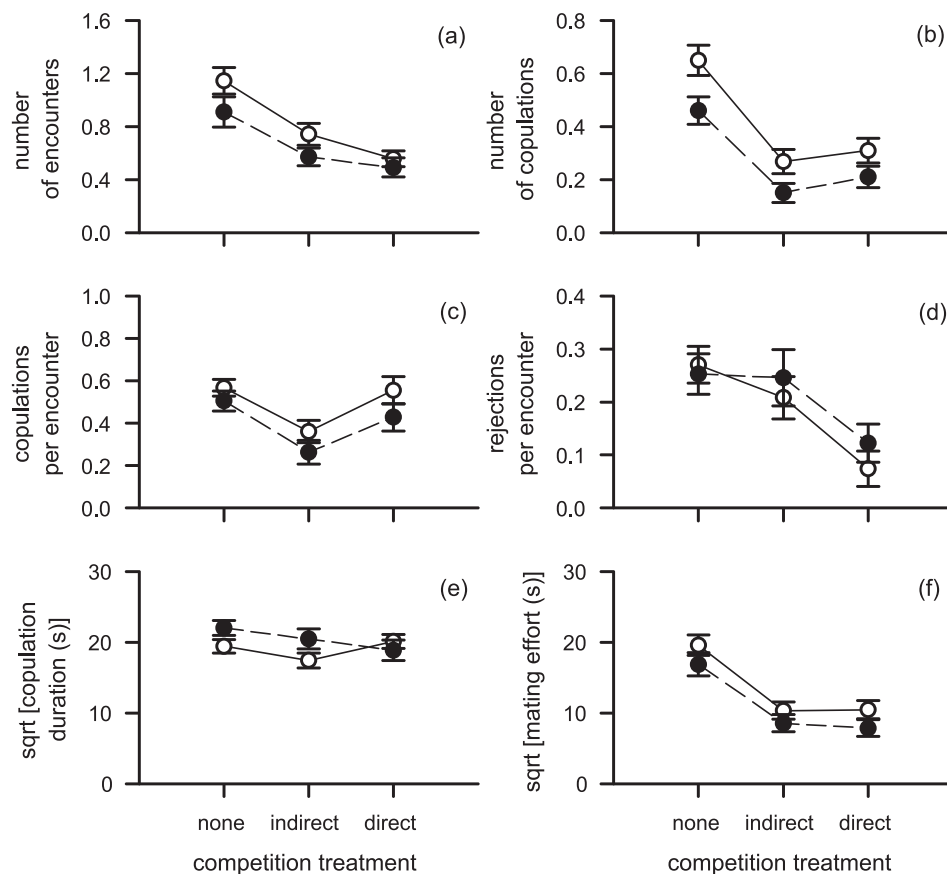 (a)
number
of encounters
1.6
1.2
0.8
0.4
0.0
(b)
number
of copulations
0.8
0.6
0.4
0.2
0.0
(c)
copulations
per encounter
1.0
0.8
0.6
0.4
0.2
0.0
(d)
rejections
per encounter
0.4
0.3
0.2
0.1
0.0
(e)
sqrt [copulation
duration (s)]
30
20
10
0
none indirect direct
competition treatment
(f)
sqrt [mating effort (s)]
30
20
10
0
none indirect direct
competition treatment